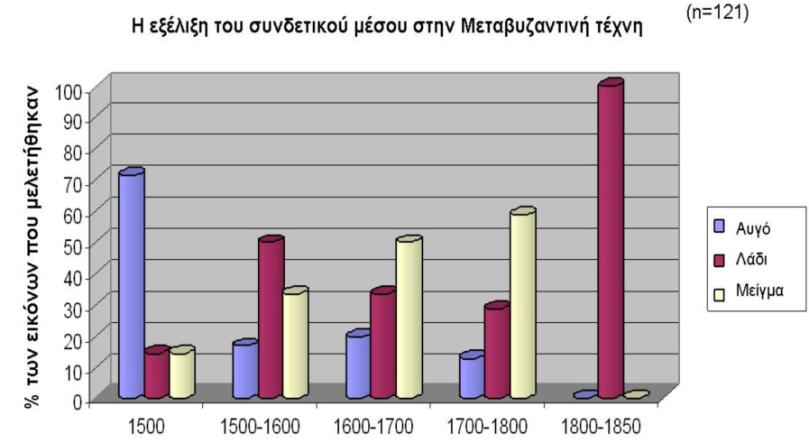 (n=121)
Η εξέλιξη του συνδετικού μέσου στην Μεταβυζαντινή τέχνη
% των εικόνων που μελετήθηκαν
100
90
80
70
60
50
40
30
20
10
0
1500
1500-1600
1600-1700
1700-1800
1800-1850
Αυγό
Λάδι
Μείγμα